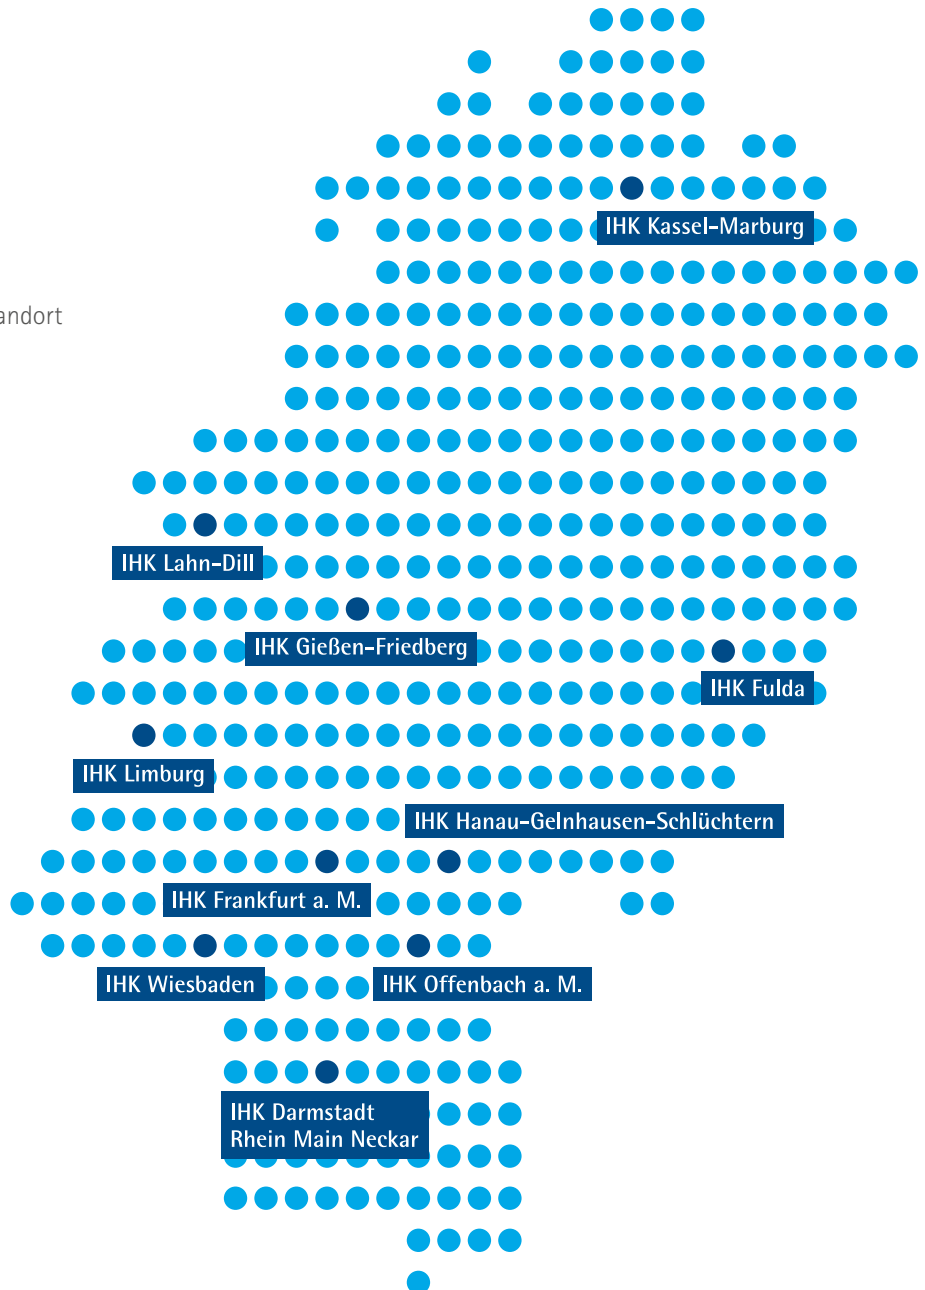 IHK Kassel-Marburg
andort
IHK Lahn-Dill
IHK Gießen-Friedberg
IHK Fulda
IHK Limburg
IHK Hanau-Gelnhausen-Schlüchtern
IHK Frankfurt a. M.
IHK Wiesbaden
IHK Offenbach a. M.
IHK Darmstadt
Rhein Main Neckar